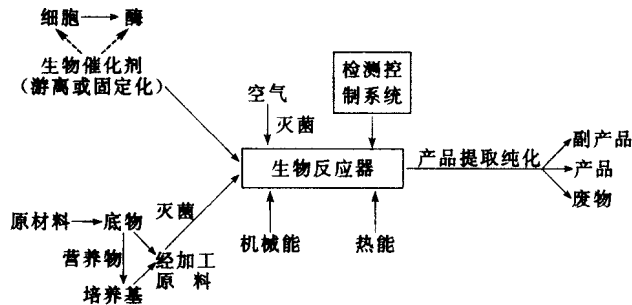 细胞 酶
生物催化剂
（游离或固定化）
空气
灭菌
检测控
制系统
生物反应器
产品提取纯化
副产品
产品
废物
原材料 底物
灭菌
营养物
经加工
原料
培养基
机械能
热能